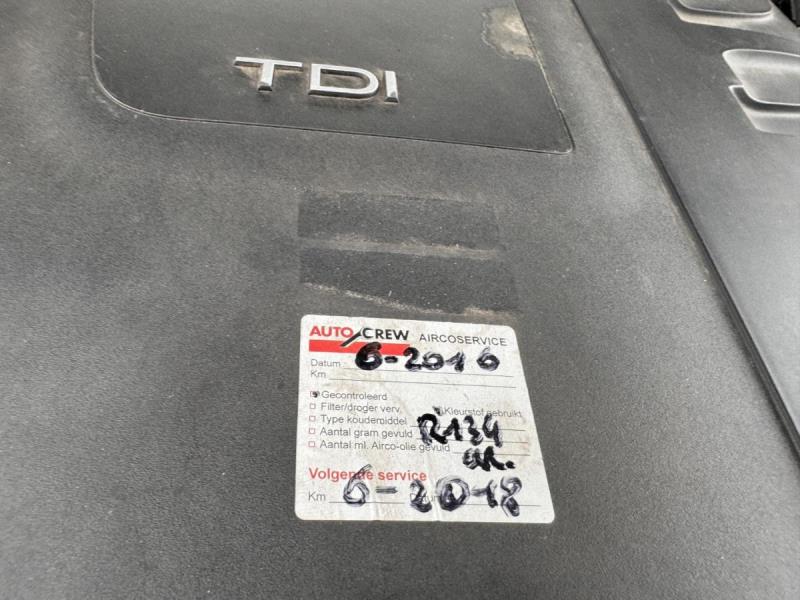 TDI
AUTO CREW AIRCOSERVICE
Datum 6-2016
Km
Gecontroleerd
Filter/droger verv. Kleurstof gebruikt
Type koudemiddel R134
Aantal gram gevuld
Aantal ml. Airco-olie gevuld
Volgende service
Km 6-2018